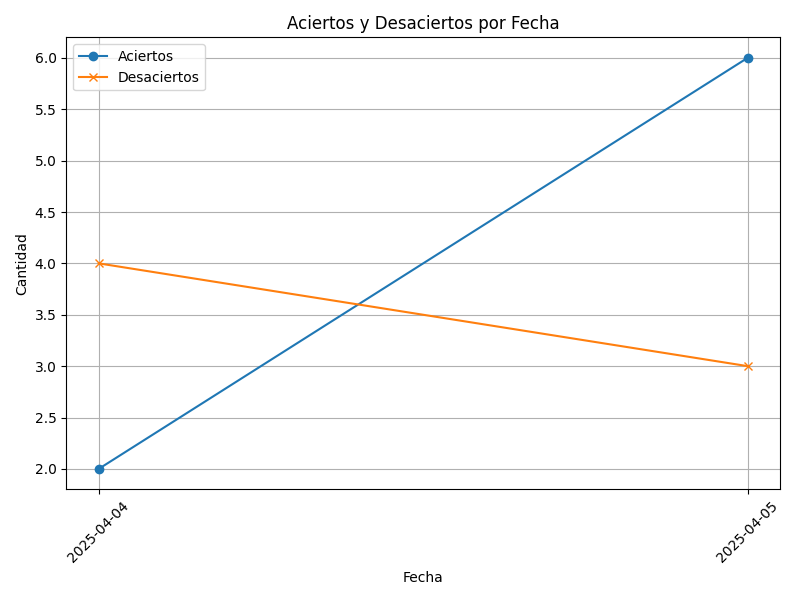 Aciertos y Desaciertos por Fecha
Aciertos
Desaciertos
6.0
5.5
5.0
4.5
4.0
3.5
3.0
2.5
2.0
Cantidad
2025-04-04
2025-04-05
Fecha